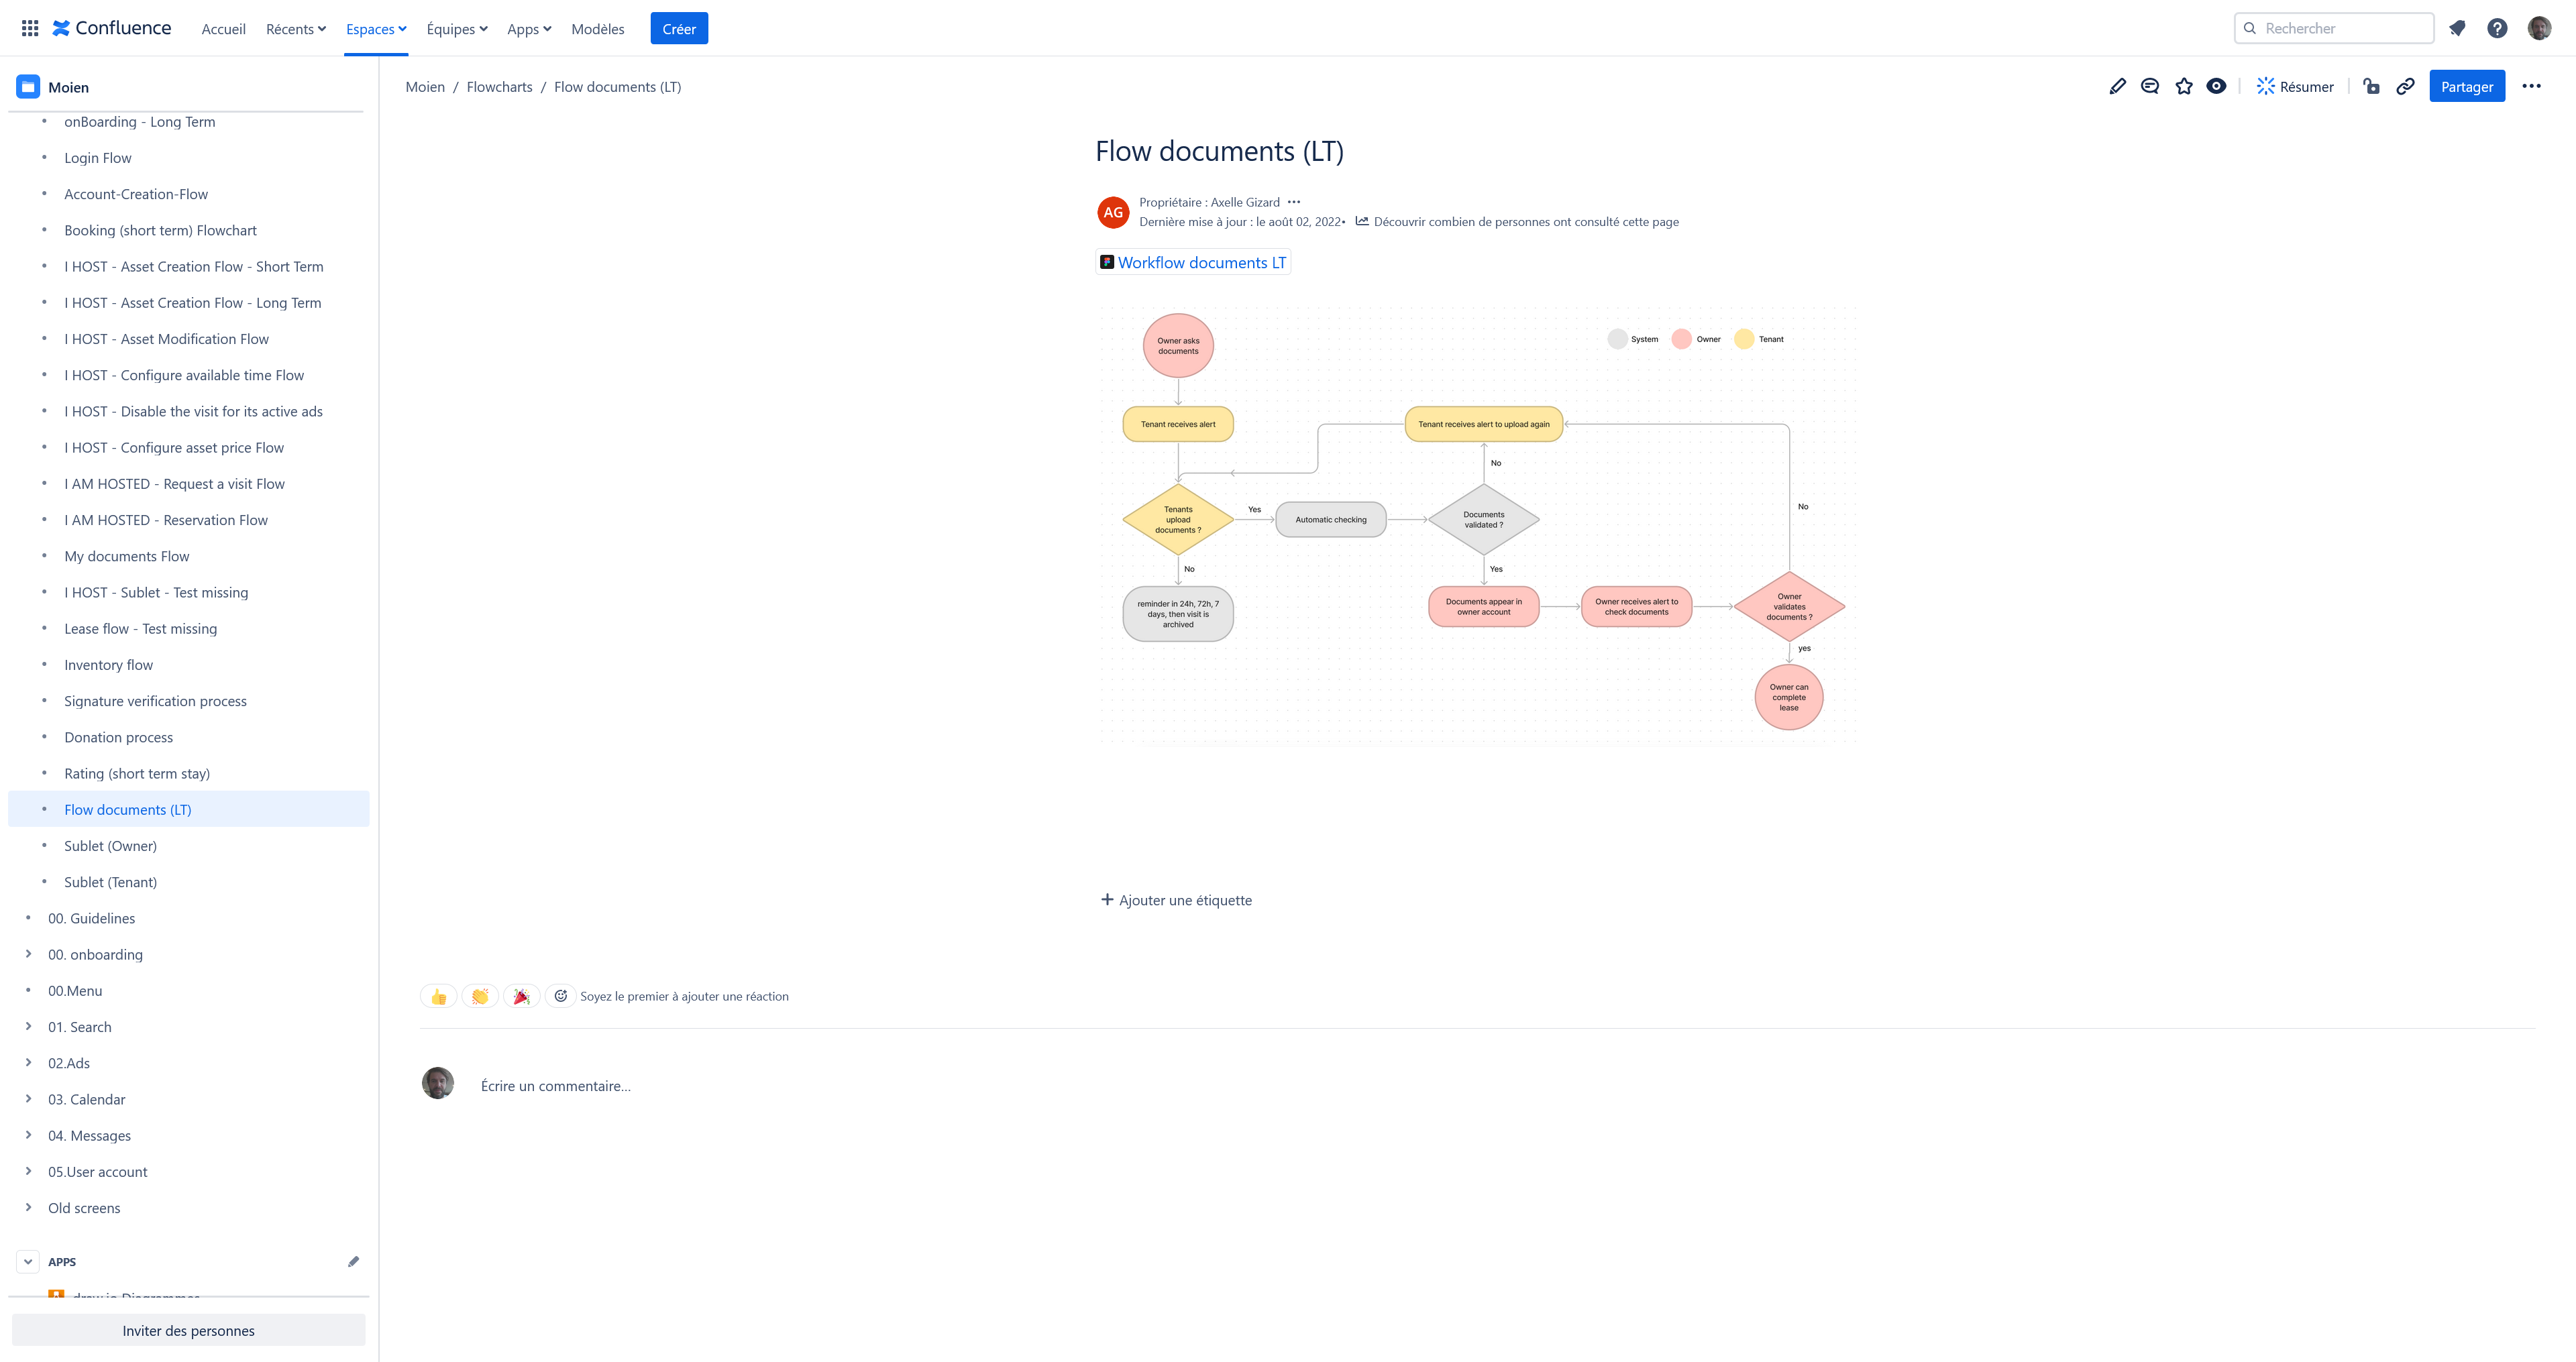 Confluence
Accueil
Récents
Espaces
Équipes
Apps
Modèles
Créer
Rechercher
Moien
onBoarding - Long Term
Login Flow
Account-Creation-Flow
Booking (short term) Flowchart
I HOST - Asset Creation Flow - Short Term
I HOST - Asset Creation Flow - Long Term
I HOST - Asset Modification Flow
I HOST - Configure available time Flow
I HOST - Disable the visit for its active ads
I HOST - Configure asset price Flow
I AM HOSTED - Request a visit Flow
I AM HOSTED - Reservation Flow
My documents Flow
I HOST - Sublet - Test missing
Lease flow - Test missing
Inventory flow
Signature verification process
Donation process
Rating (short term stay)
Flow documents (LT)
Sublet (Owner)
Sublet (Tenant)
00. Guidelines
00. onboarding
00.Menu
01. Search
02.Ads
03. Calendar
04. Messages
05.User account
Old screens
APPS
draw.io Diagrammes
Inviter des personnes
Moien / Flowcharts / Flow documents (LT)
Résumer
Partager
Flow documents (LT)
AG
Propriétaire : Axelle Gizard
Dernière mise à jour : le août 02, 2022•
Découvrir combien de personnes ont consulté cette page
Workflow documents LT
Owner asks
documents
System
Owner
Tenant
Tenant receives alert
Tenant receives alert to upload again
No
Tenants
upload
documents ?
Yes
Automatic checking
Documents
validated ?
No
No
Yes
reminder in 24h, 72h, 7
days, then visit is
archived
Documents appear in
owner account
Owner receives alert to
check documents
Owner
validates
documents ?
yes
Owner can
complete
lease
Ajouter une étiquette
Soyez le premier à ajouter une réaction
Écrire un commentaire…